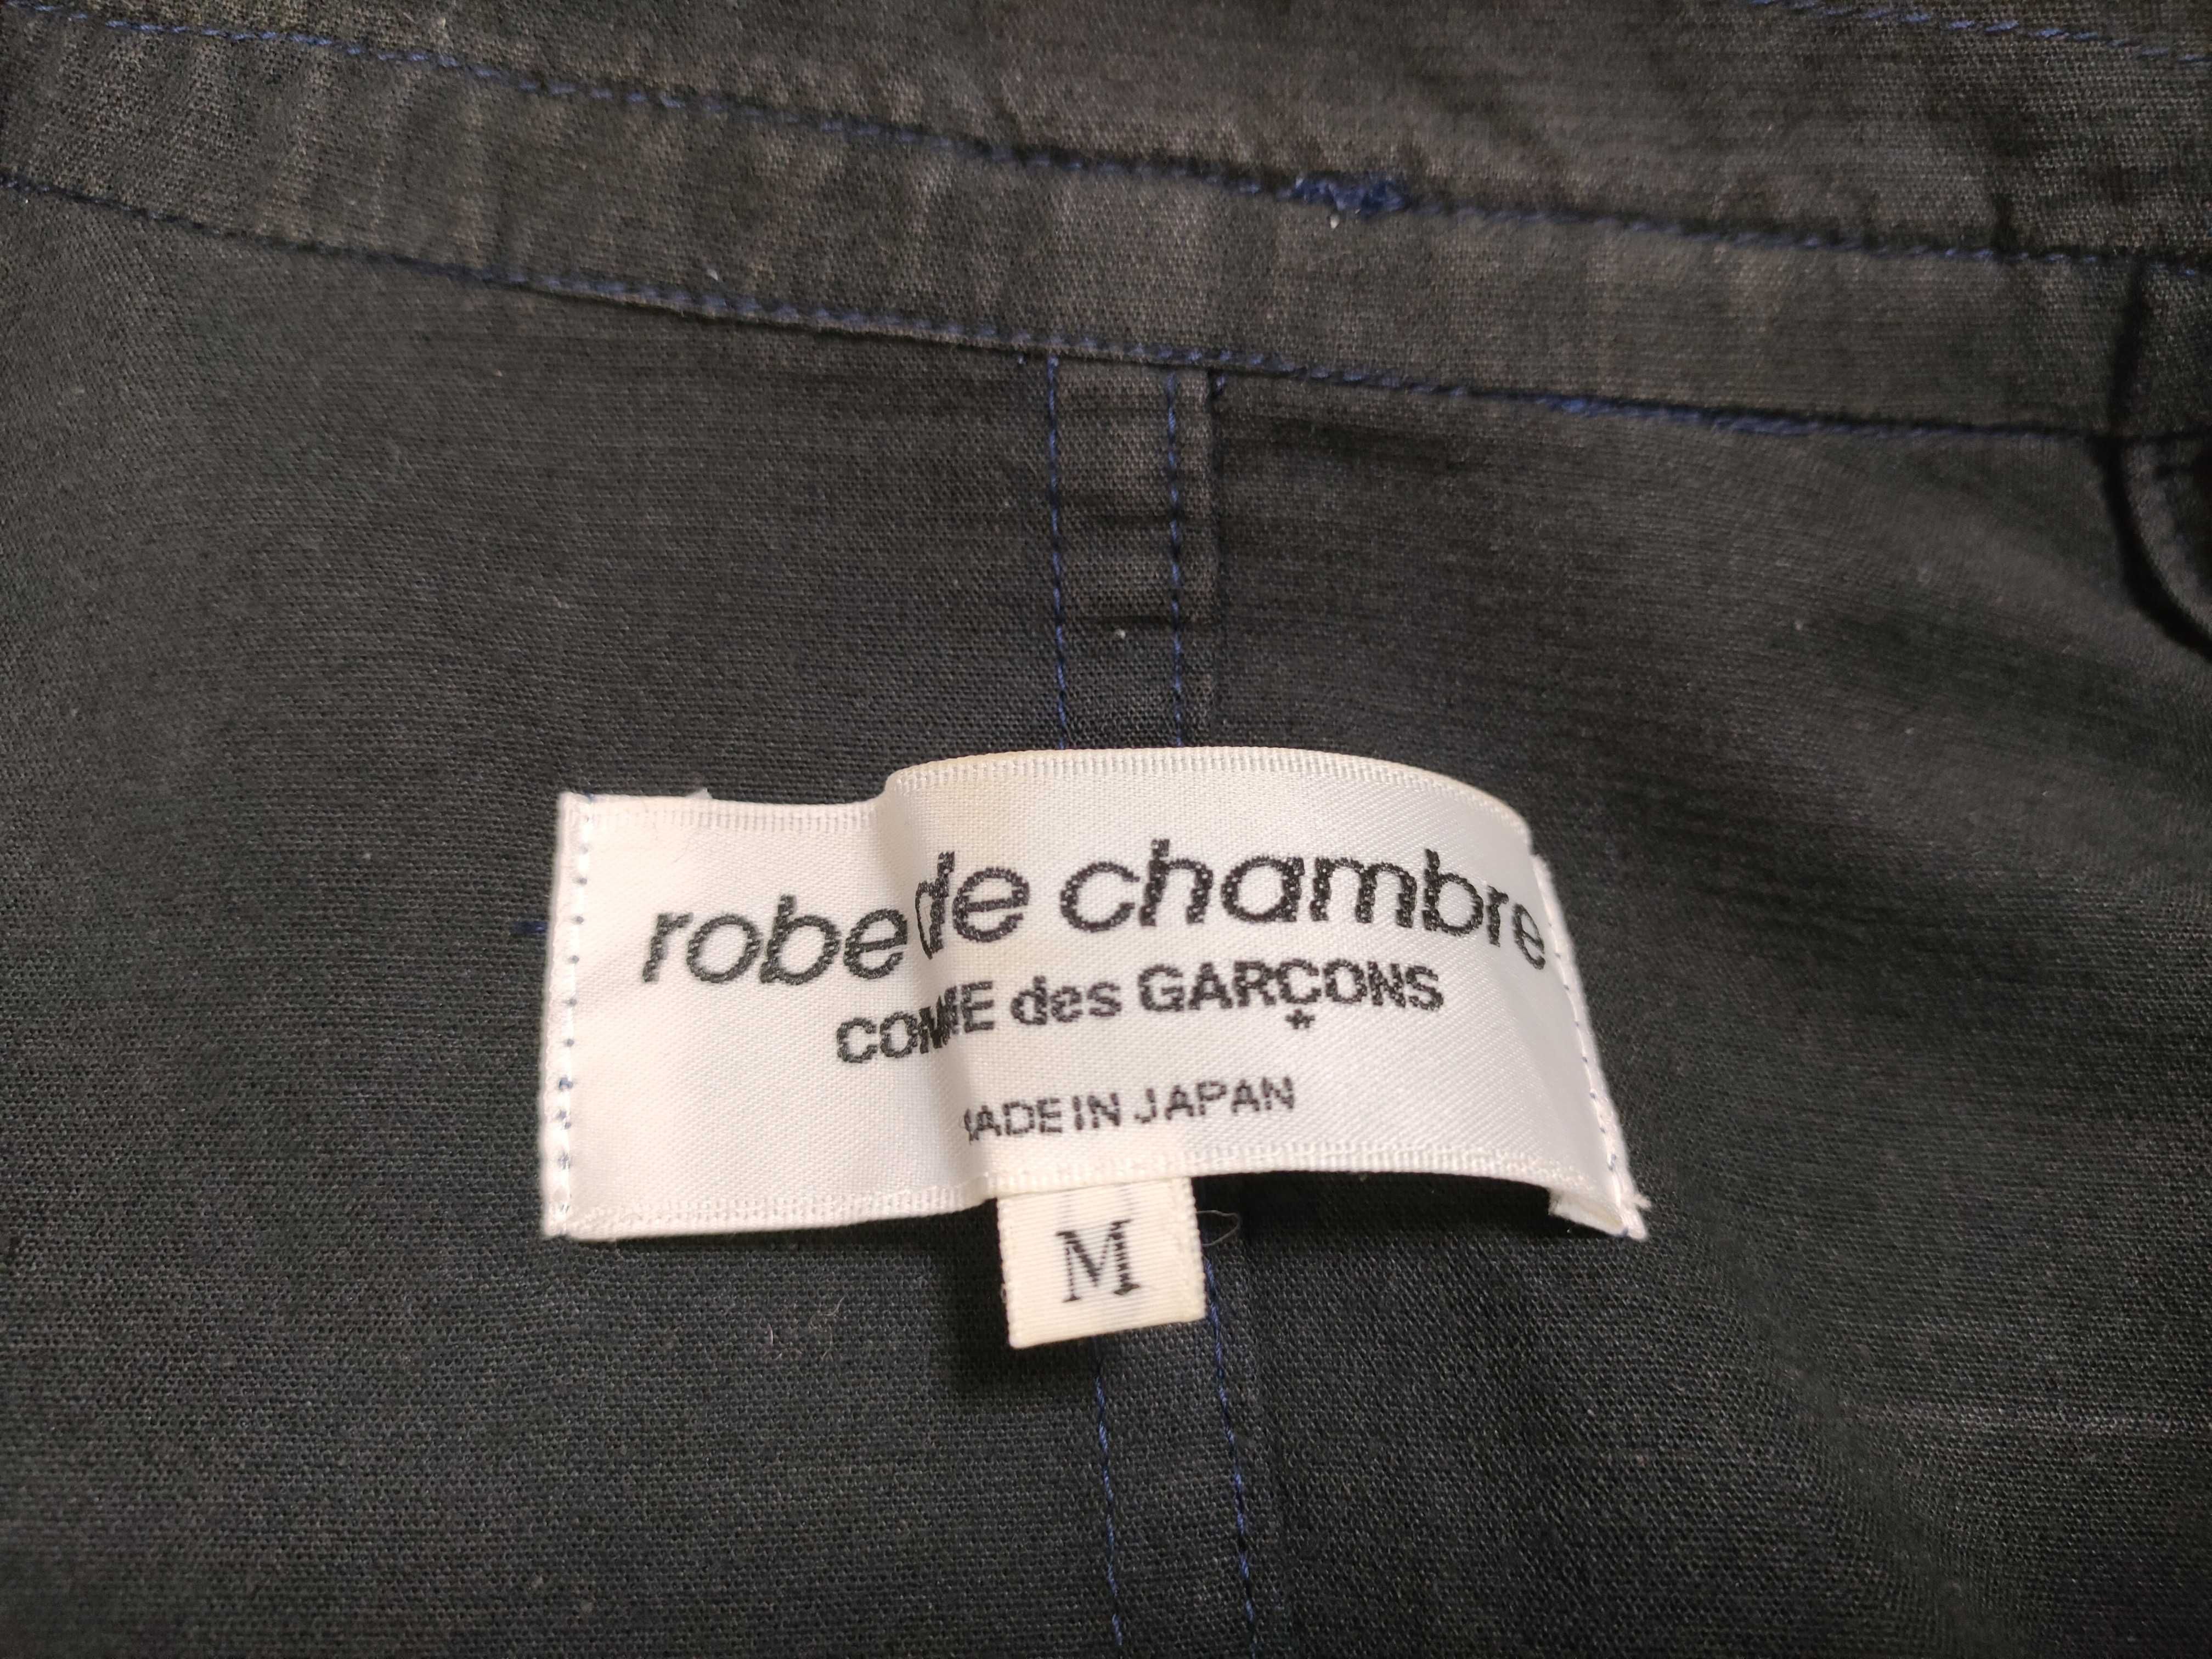 robe de chambre
COMME des GARÇONS
MADE IN JAPAN
M